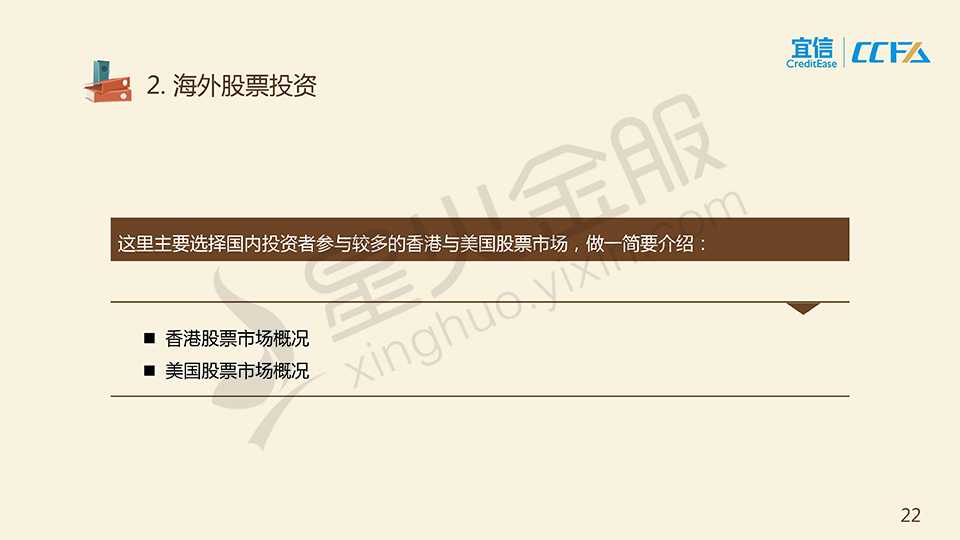 宜信
CreditEase
CCFA
2. 海外股票投资
这里主要选择国内投资者参与较多的香港与美国股票市场，做一简要介绍：
■ 香港股票市场概况
■ 美国股票市场概况
星火金服
xinghuo.yixin.com
22